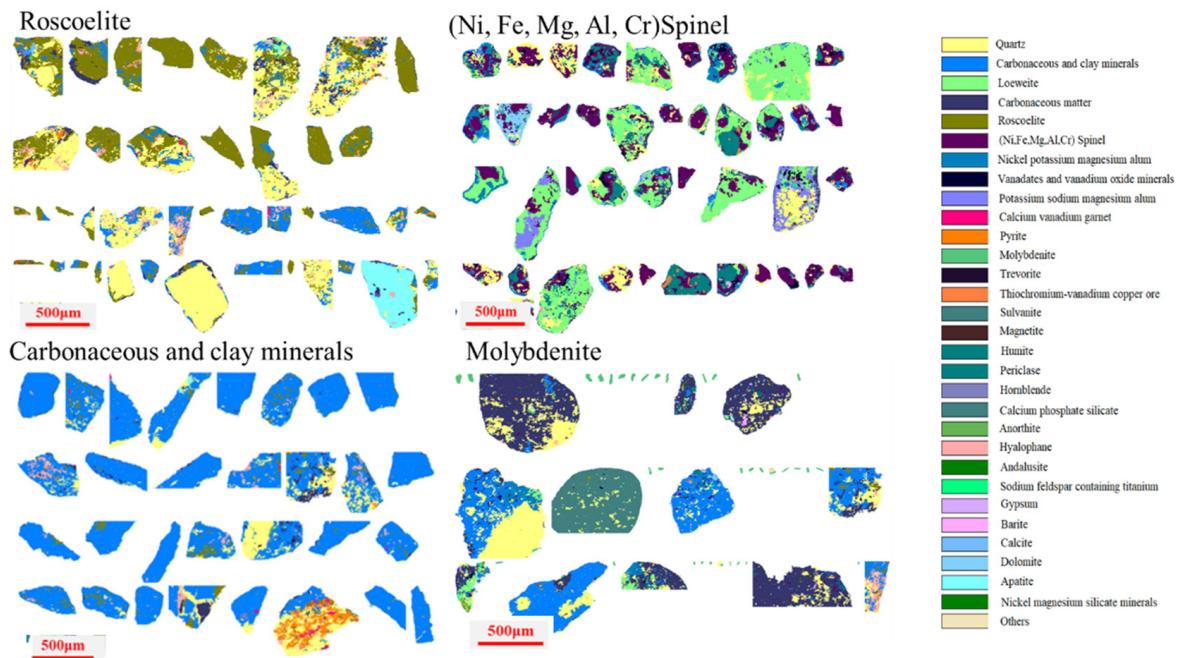 Roscoelite
(Ni, Fe, Mg, Al, Cr)Spinel
500μm
500μm
Carbonaceous and clay minerals
Molybdenite
500μm
500μm
Quartz
Carbonaceous and clay minerals
Loeweite
Carbonaceous matter
Roscoelite
(Ni,Fe,Mg,Al,Cr) Spinel
Nickel potassium magnesium alum
Vanadates and vanadium oxide minerals
Potassium sodium magnesium alum
Calcium vanadium garnet
Pyrite
Molybdenite
Trevorite
Thiochromium-vanadium copper ore
Sulvanite
Magnetite
Humite
Periclase
Hornblende
Calcium phosphate silicate
Anorthite
Hyalophane
Andalusite
Sodium feldspar containing titanium
Gypsum
Barite
Calcite
Dolomite
Apatite
Nickel magnesium silicate minerals
Others